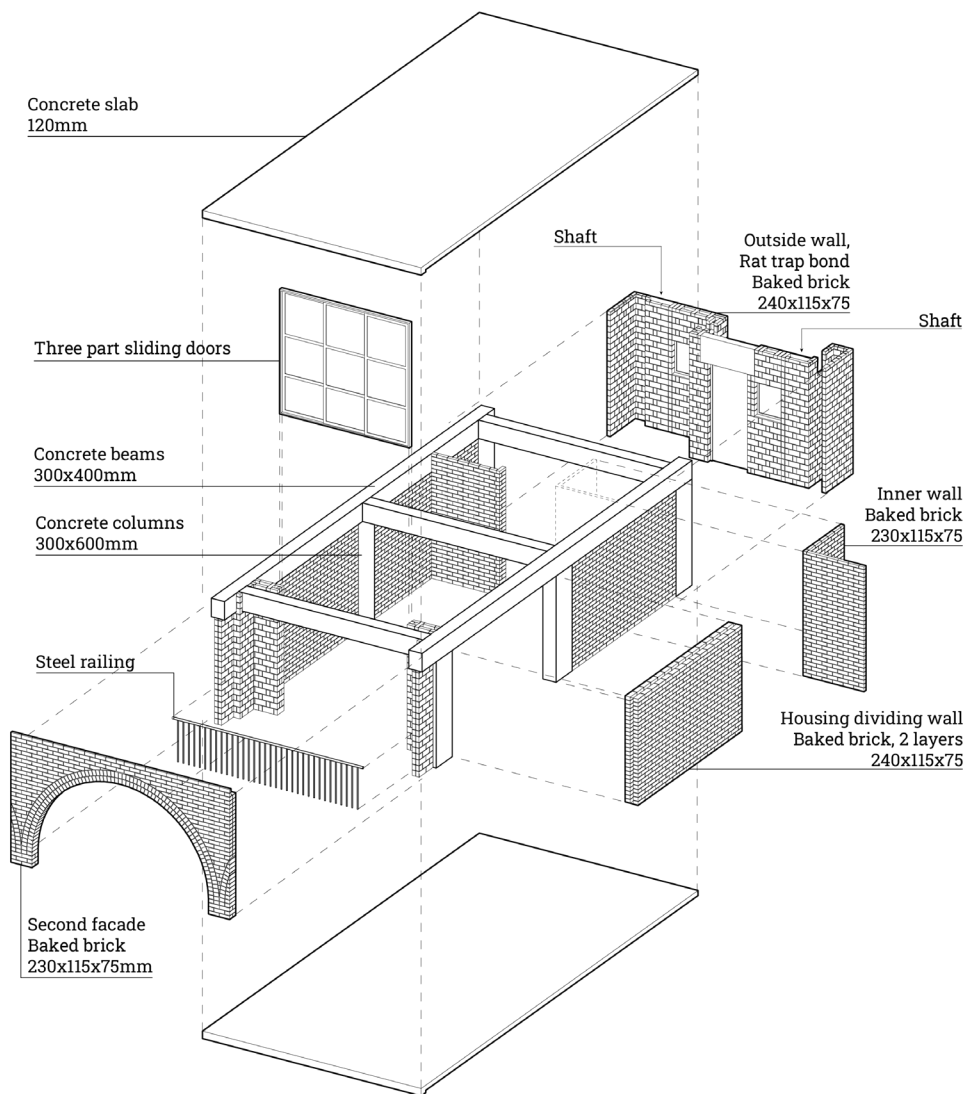 Concrete slab
120mm
Shaft
Outside wall,
Rat trap bond
Baked brick
240x115x75
Shaft
Three part sliding doors
Concrete beams
300x400mm
Concrete columns
300x600mm
Inner wall
Baked brick
230x115x75
Steel railing
Housing dividing wall
Baked brick, 2 layers
240x115x75
Second facade
Baked brick
230x115x75mm